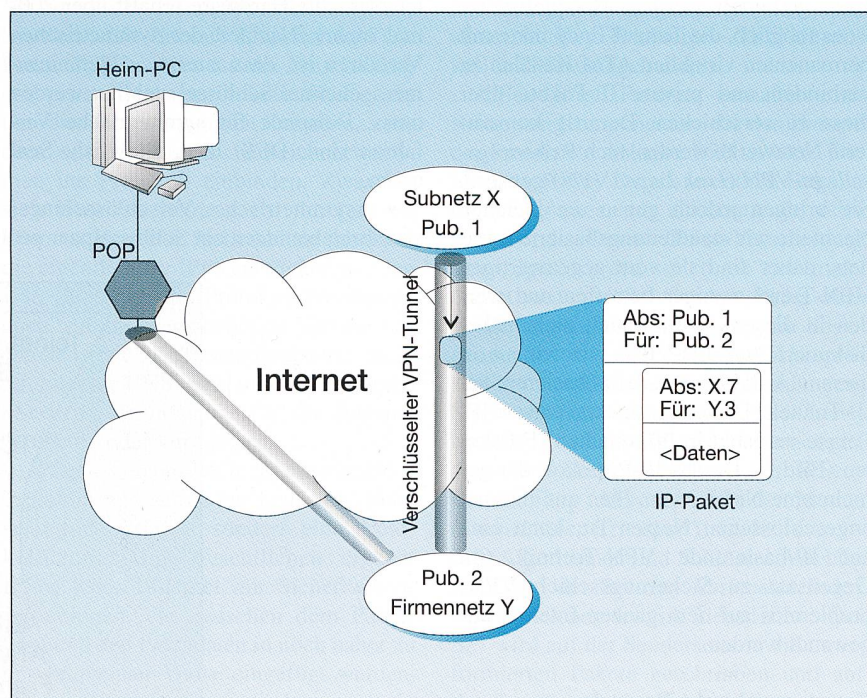 Heim-PC
POP
Subnetz X
Pub. 1
Internet
Verschlüsselter VPN-Tunnel
Abs: Pub. 1
Für: Pub. 2
Abs: X.7
Für: Y.3
<Daten>
IP-Paket
Pub. 2
Firmennetz Y